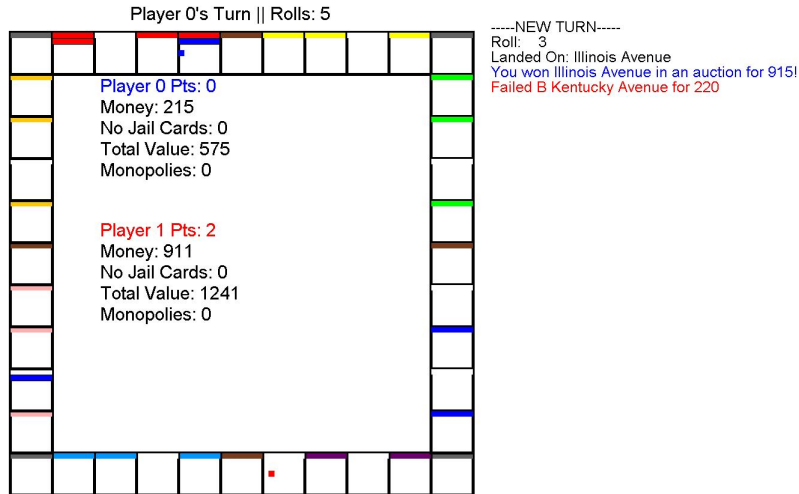 Player 0's Turn || Rolls: 5
-----NEW TURN-----
Roll: 3
Landed On: Illinois Avenue
You won Illinois Avenue in an auction for 915!
Failed B Kentucky Avenue for 220
Player 0 Pts: 0
Money: 215
No Jail Cards: 0
Total Value: 575
Monopolies: 0
Player 1 Pts: 2
Money: 911
No Jail Cards: 0
Total Value: 1241
Monopolies: 0